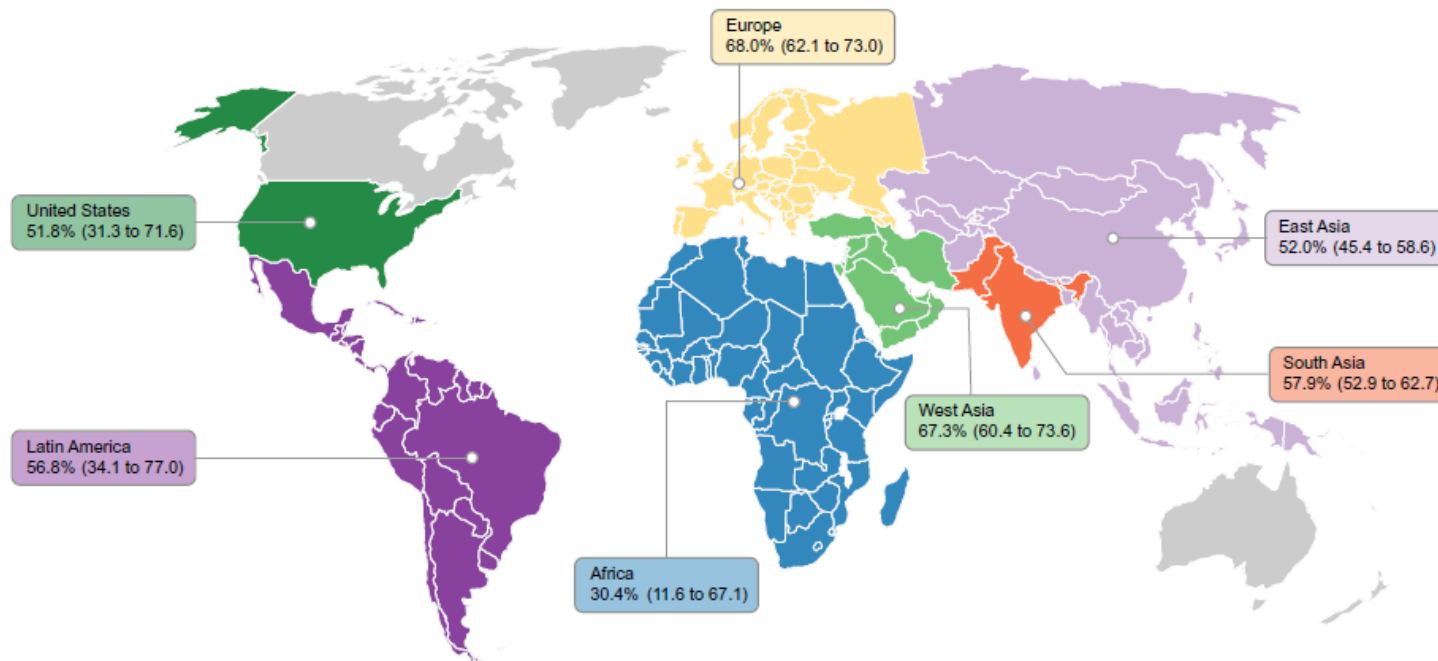 Europe
68.0% (62.1 to 73.0)
United States
51.8% (31.3 to 71.6)
East Asia
52.0% (45.4 to 58.6)
South Asia
57.9% (52.9 to 62.7)
West Asia
67.3% (60.4 to 73.6)
Latin America
56.8% (34.1 to 77.0)
Africa
30.4% (11.6 to 67.1)